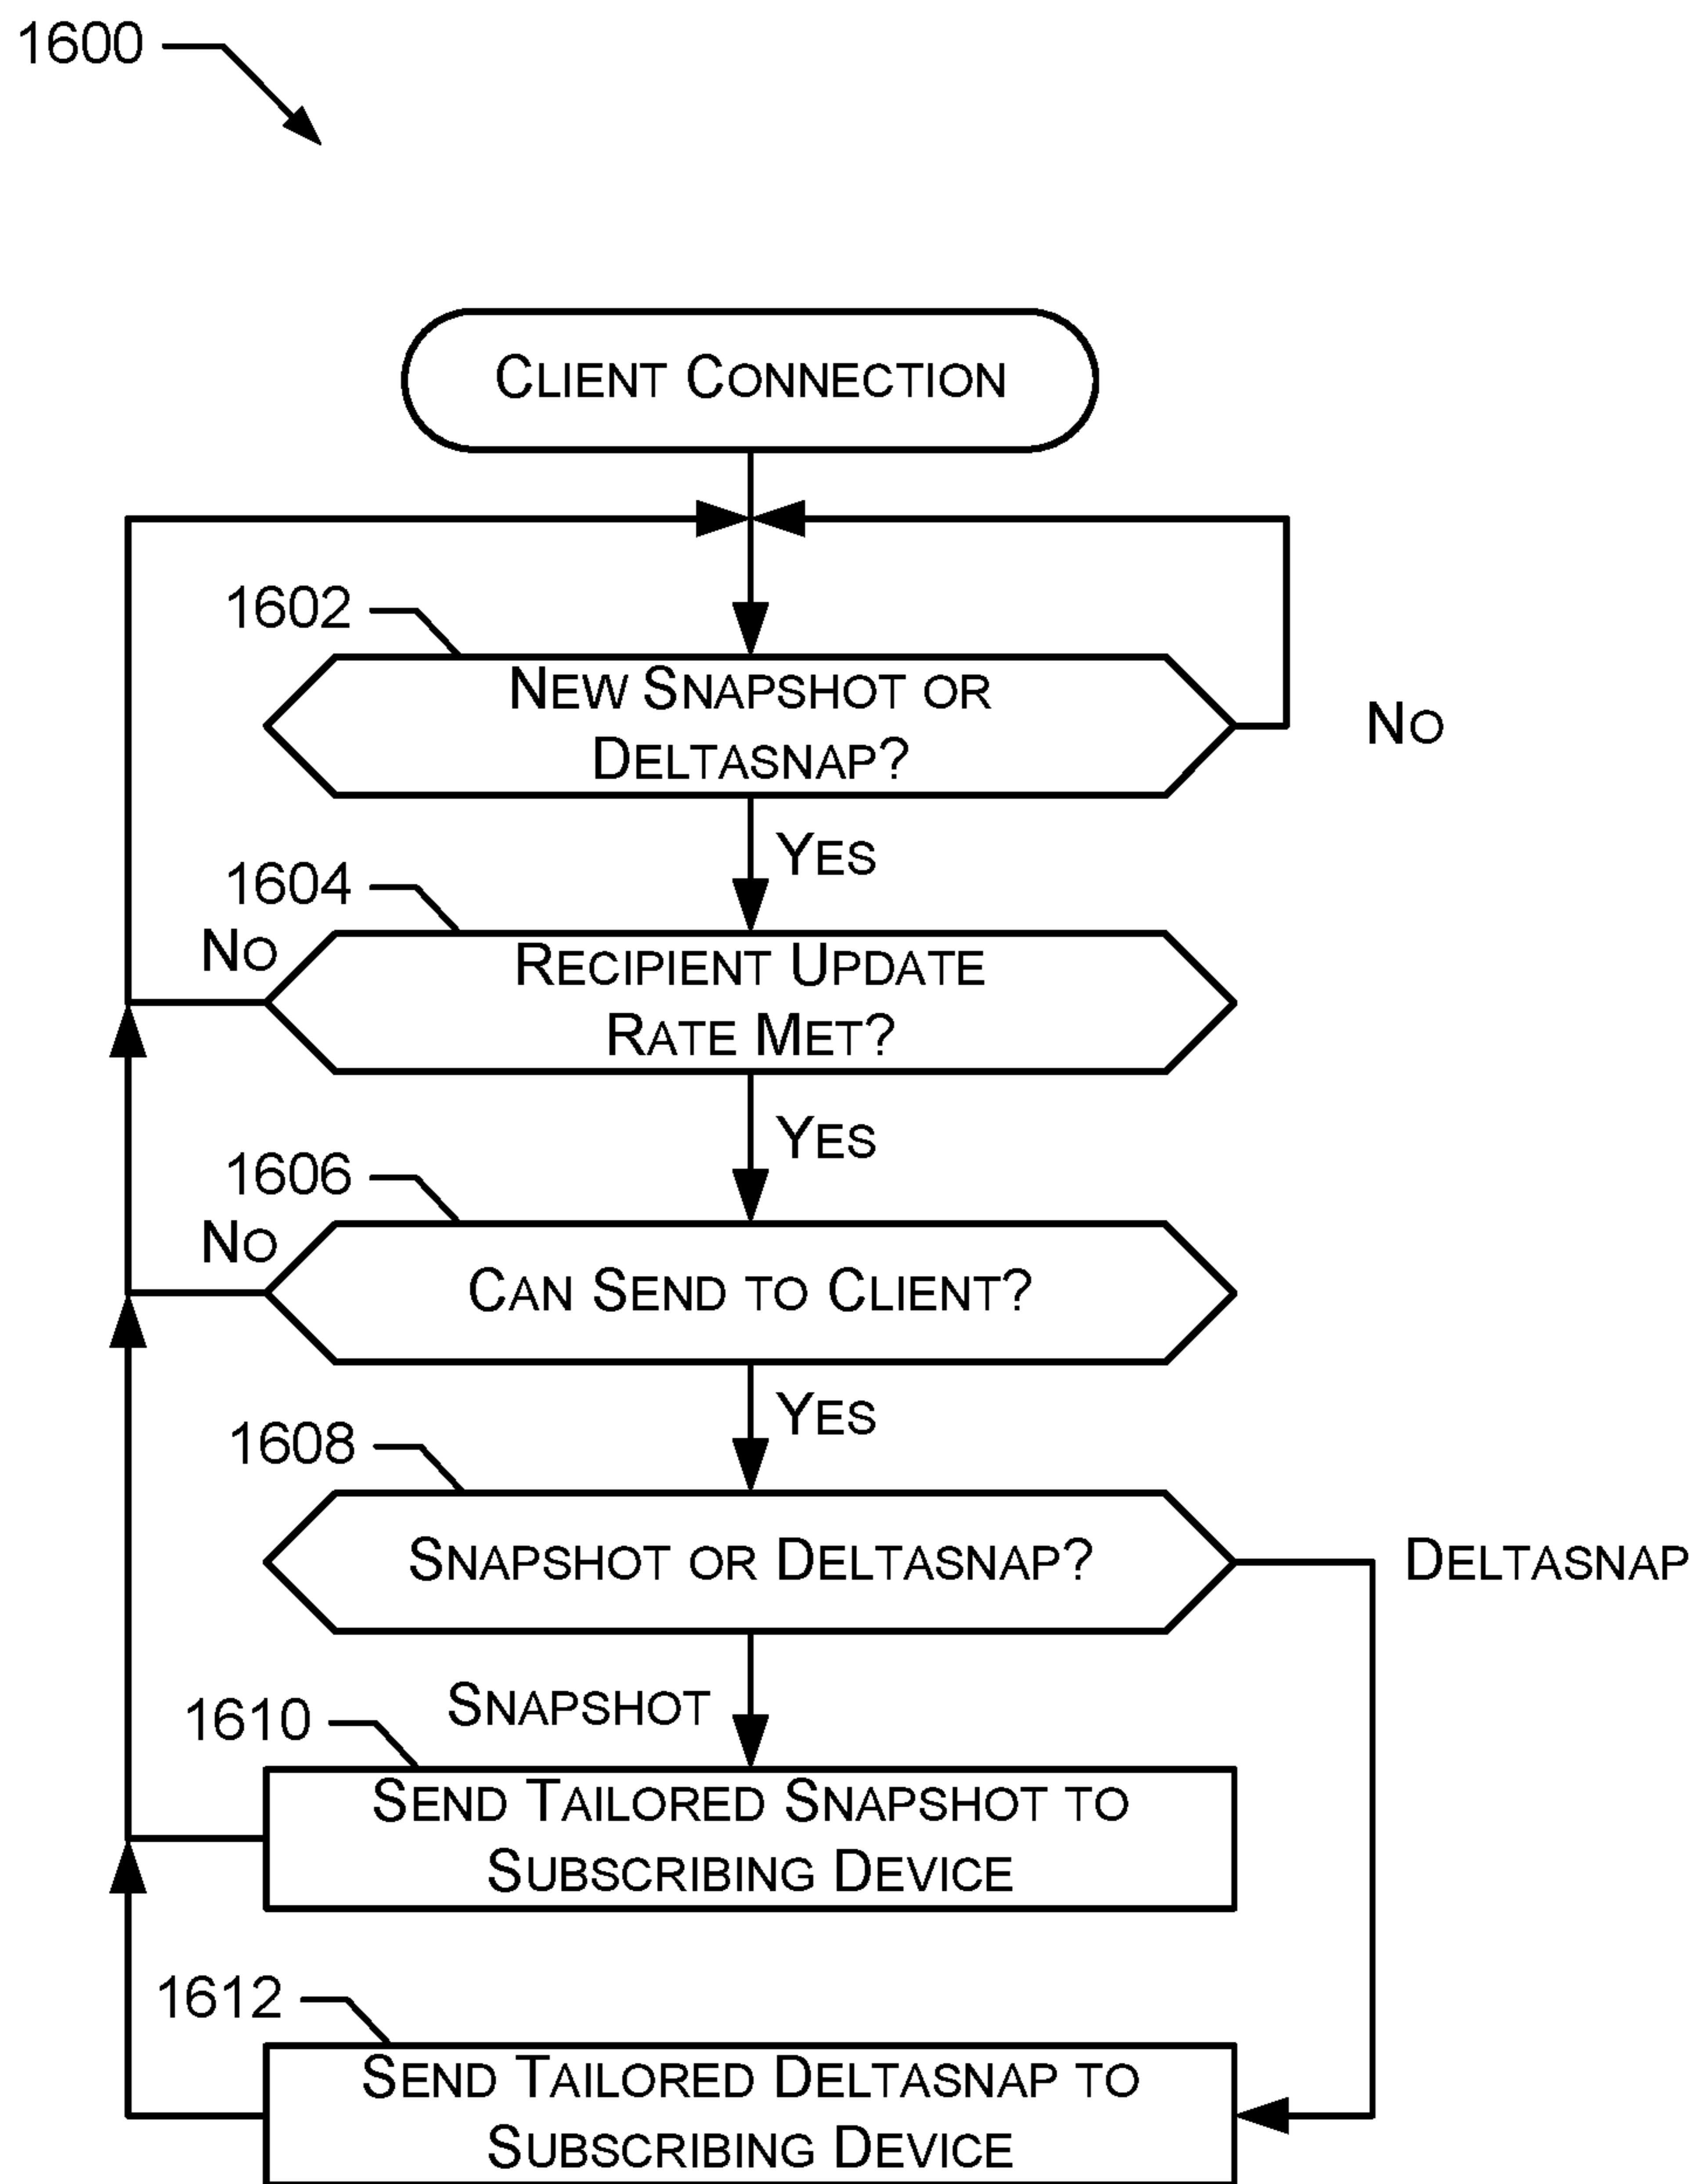 1600
CLIENT CONNECTION
1602
NEW SNAPSHOT OR
DELTASNAP?
NO
YES
1604
NO
RECIPIENT UPDATE
RATE MET?
YES
1606
NO
CAN SEND TO CLIENT?
YES
1608
SNAPSHOT OR DELTASNAP?
DELTASNAP
SNAPSHOT
1610
SEND TAILORED SNAPSHOT TO
SUBSCRIBING DEVICE
1612
SEND TAILORED DELTASNAP TO
SUBSCRIBING DEVICE